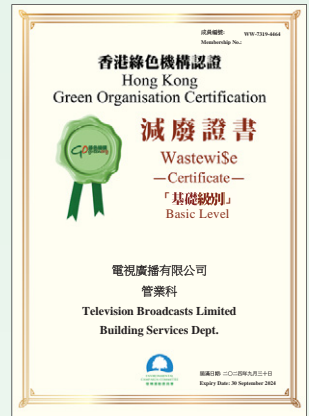 成員編號: WW-7319-4464
Membership No.:
香港綠色機構認證
Hong Kong
Green Organisation Certification
減廢證書
Wastewi$e
—Certificate—
「基礎級別」
Basic Level
電視廣播有限公司
管業科
Television Broadcasts Limited
Building Services Dept.
屆滿日期: 二〇二四年九月三十日
Expiry Date: 30 September 2024